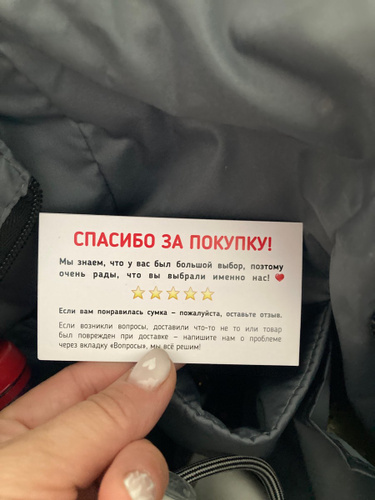 СПАСИБО ЗА ПОКУПКУ!
Мы знаем, что у вас был большой выбор, поэтому
очень рады, что вы выбрали именно нас!
Если вам понравилась сумка – пожалуйста, оставьте отзыв.
Если возникли вопросы, доставили что-то не то или товар
был поврежден при доставке – напишите нам о проблеме
через вкладку «Вопросы», мы всё решим!